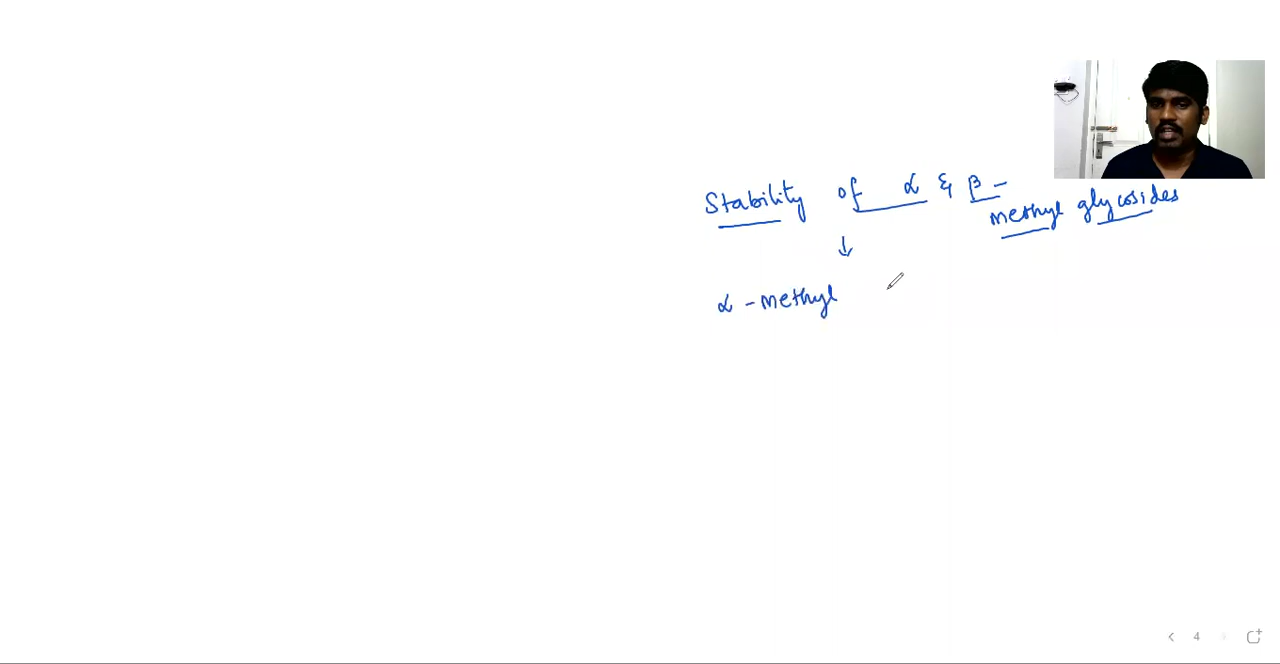 Stability of α & β-
methyl glycosides
↓
α-methyl
4